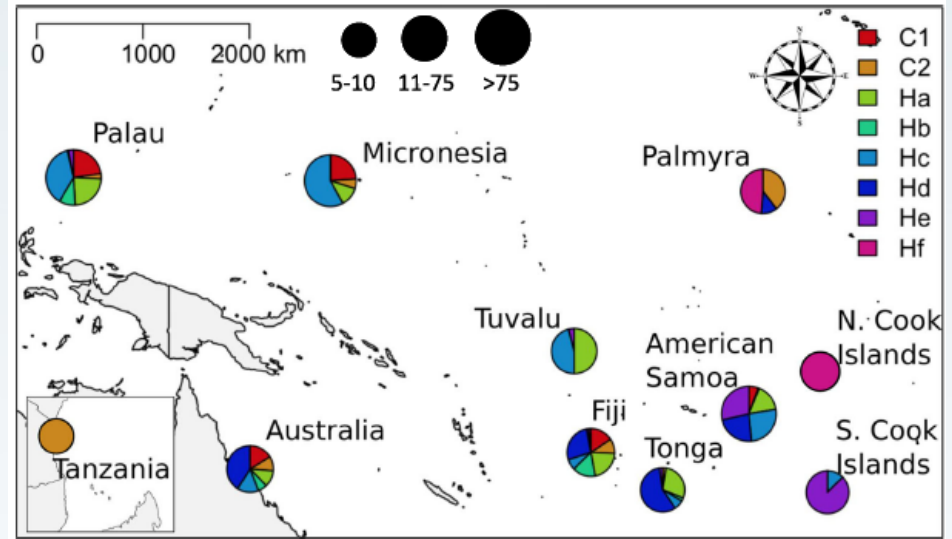 0 1000 2000 km
5-10 11-75 >75
N
W E
S
C1
C2
Ha
Hb
Hc
Hd
He
Hf
Palau
Micronesia
Palmyra
Tuvalu
American
Samoa
N. Cook
Islands
Fiji
Tonga
S. Cook
Islands
Australia
Tanzania